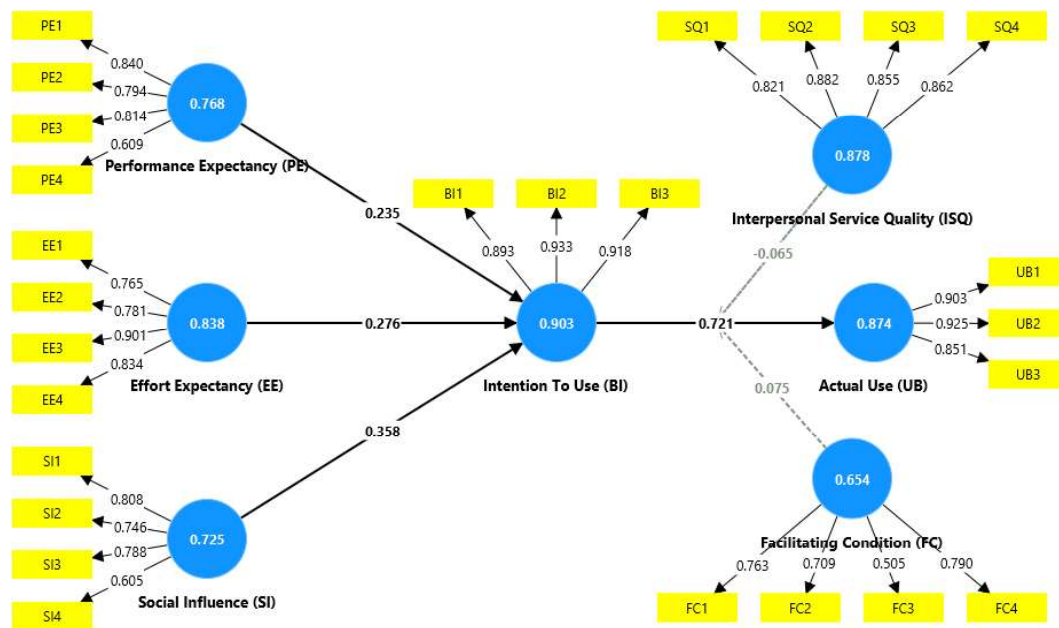 PE1
PE2
PE3
PE4
0.840
0.794
0.814
0.609
0.768
Performance Expectancy (PE)
0.235
EE1
EE2
EE3
EE4
0.765
0.781
0.901
0.834
0.838
Effort Expectancy (EE)
0.276
SI1
SI2
SI3
SI4
0.808
0.746
0.788
0.605
0.725
Social Influence (SI)
0.358
BI1
BI2
BI3
0.893
0.933
0.918
0.903
Intention To Use (BI)
0.721
SQ1
SQ2
SQ3
SQ4
0.821
0.882
0.855
0.862
0.878
Interpersonal Service Quality (ISQ)
-0.065
UB1
UB2
UB3
0.903
0.925
0.851
0.874
Actual Use (UB)
0.075
0.654
Facilitating Condition (FC)
0.763
0.709
0.505
0.790
FC1
FC2
FC3
FC4